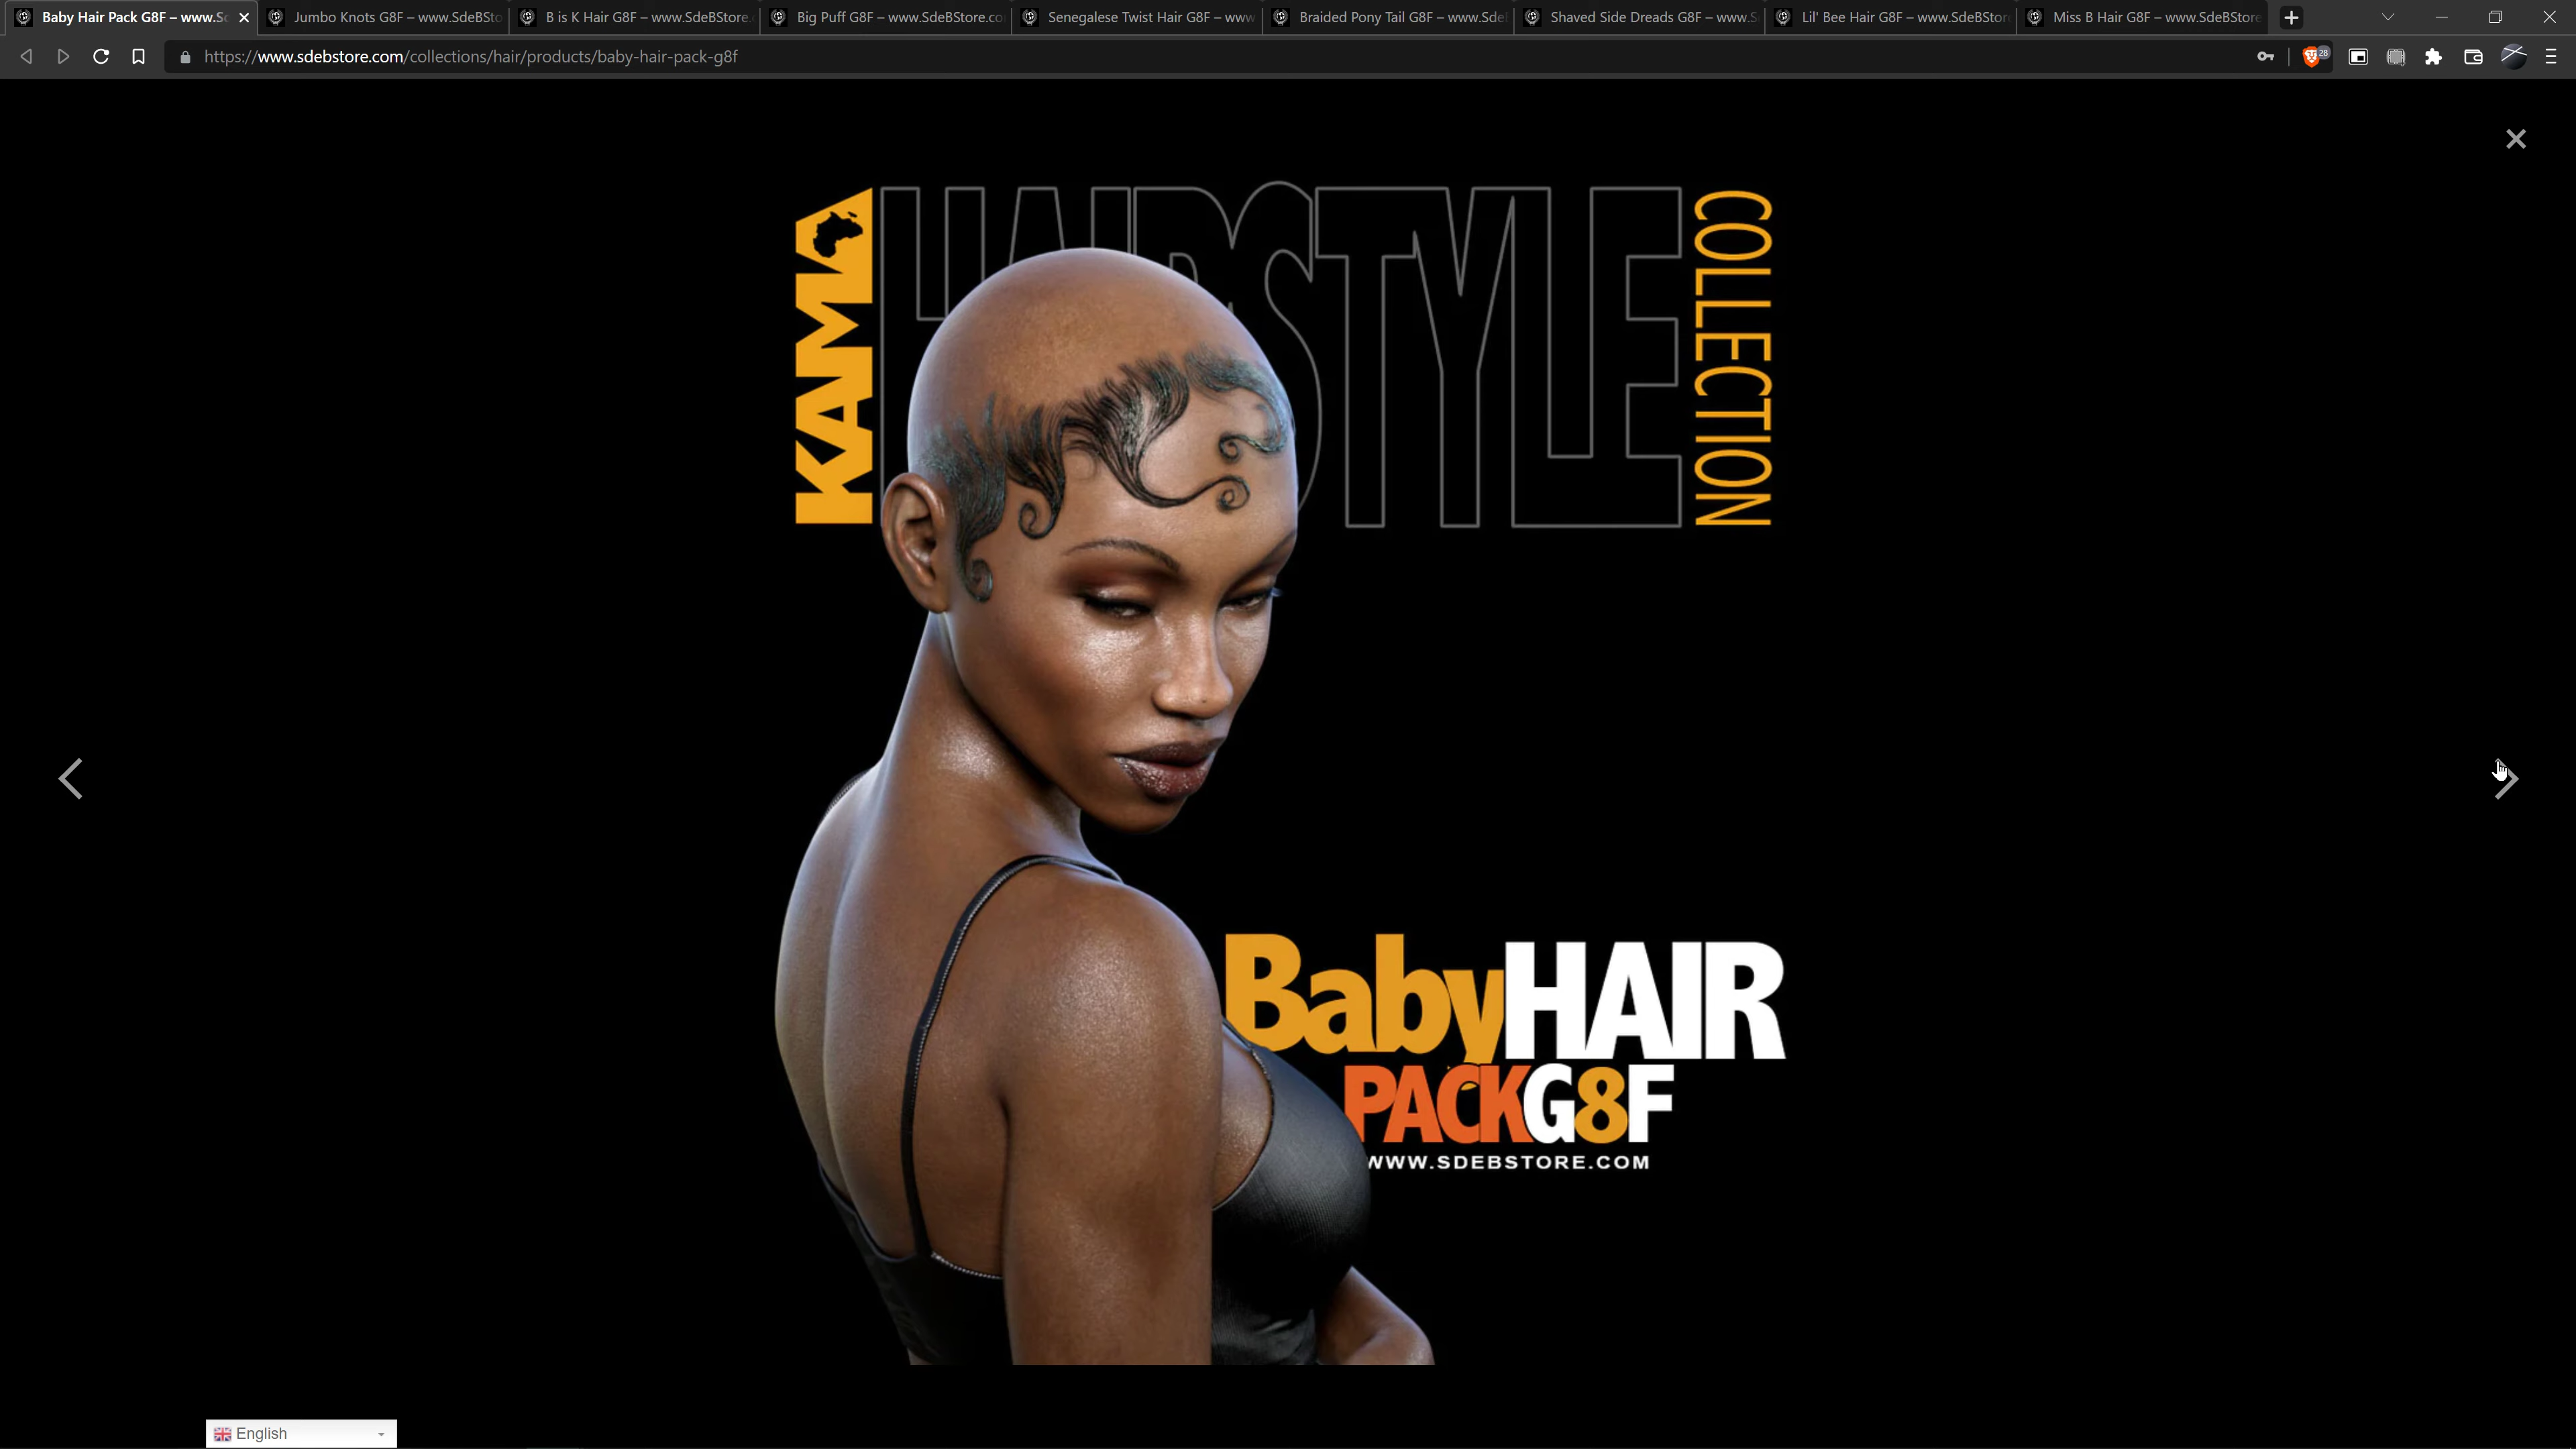 Baby Hair Pack G8F – www.S
Jumbo Knots G8F – www.SdeBSto
B is K Hair G8F – www.SdeBStore.
Big Puff G8F – www.SdeBStore.co
Senegalese Twist Hair G8F – www
Braided Pony Tail G8F – www.Sde
Shaved Side Dreads G8F – www.S
Lil' Bee Hair G8F – www.SdeBStor
Miss B Hair G8F – www.SdeBStore
https://www.sdebstore.com/collections/hair/products/baby-hair-pack-g8f
28
KAMA
HAIRSTYLE
COLLECTION
BabyHAIR
PACKG8F
WWW.SDEBSTORE.COM
English